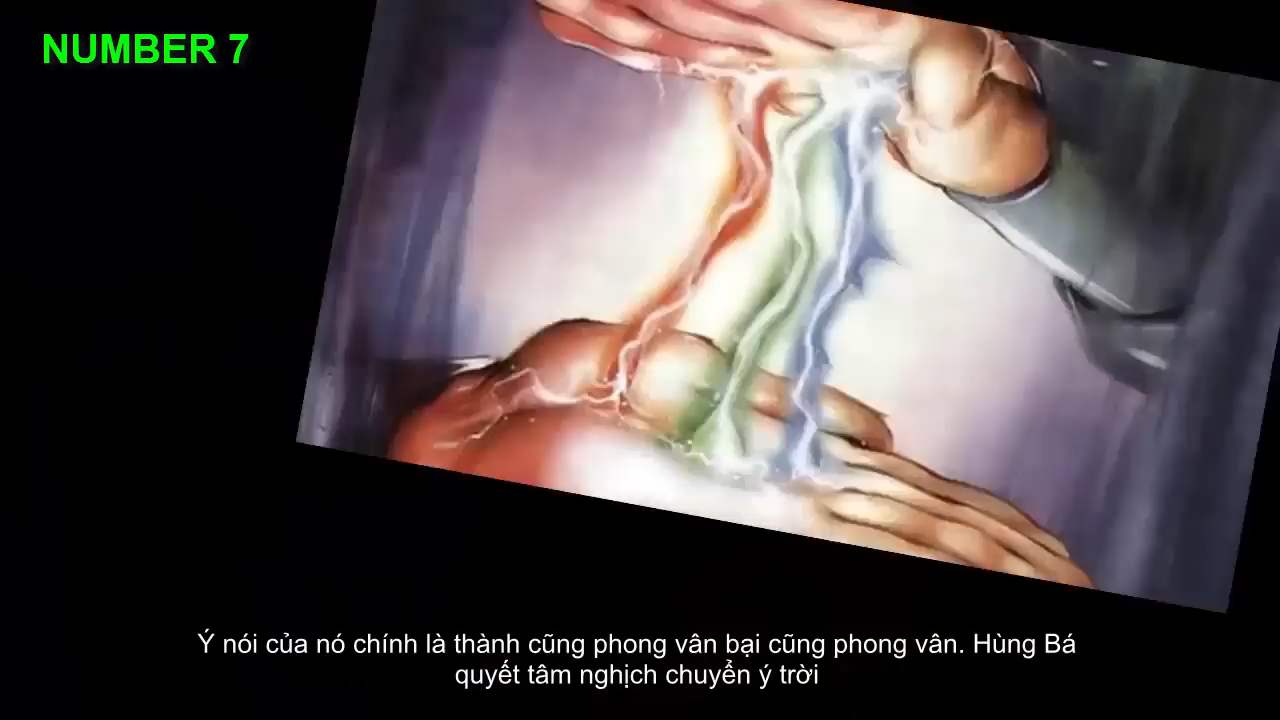 NUMBER 7
Ý nói của nó chính là thành cũng phong vân bại cũng phong vân. Hùng Bá
quyết tâm nghịch chuyển ý trời